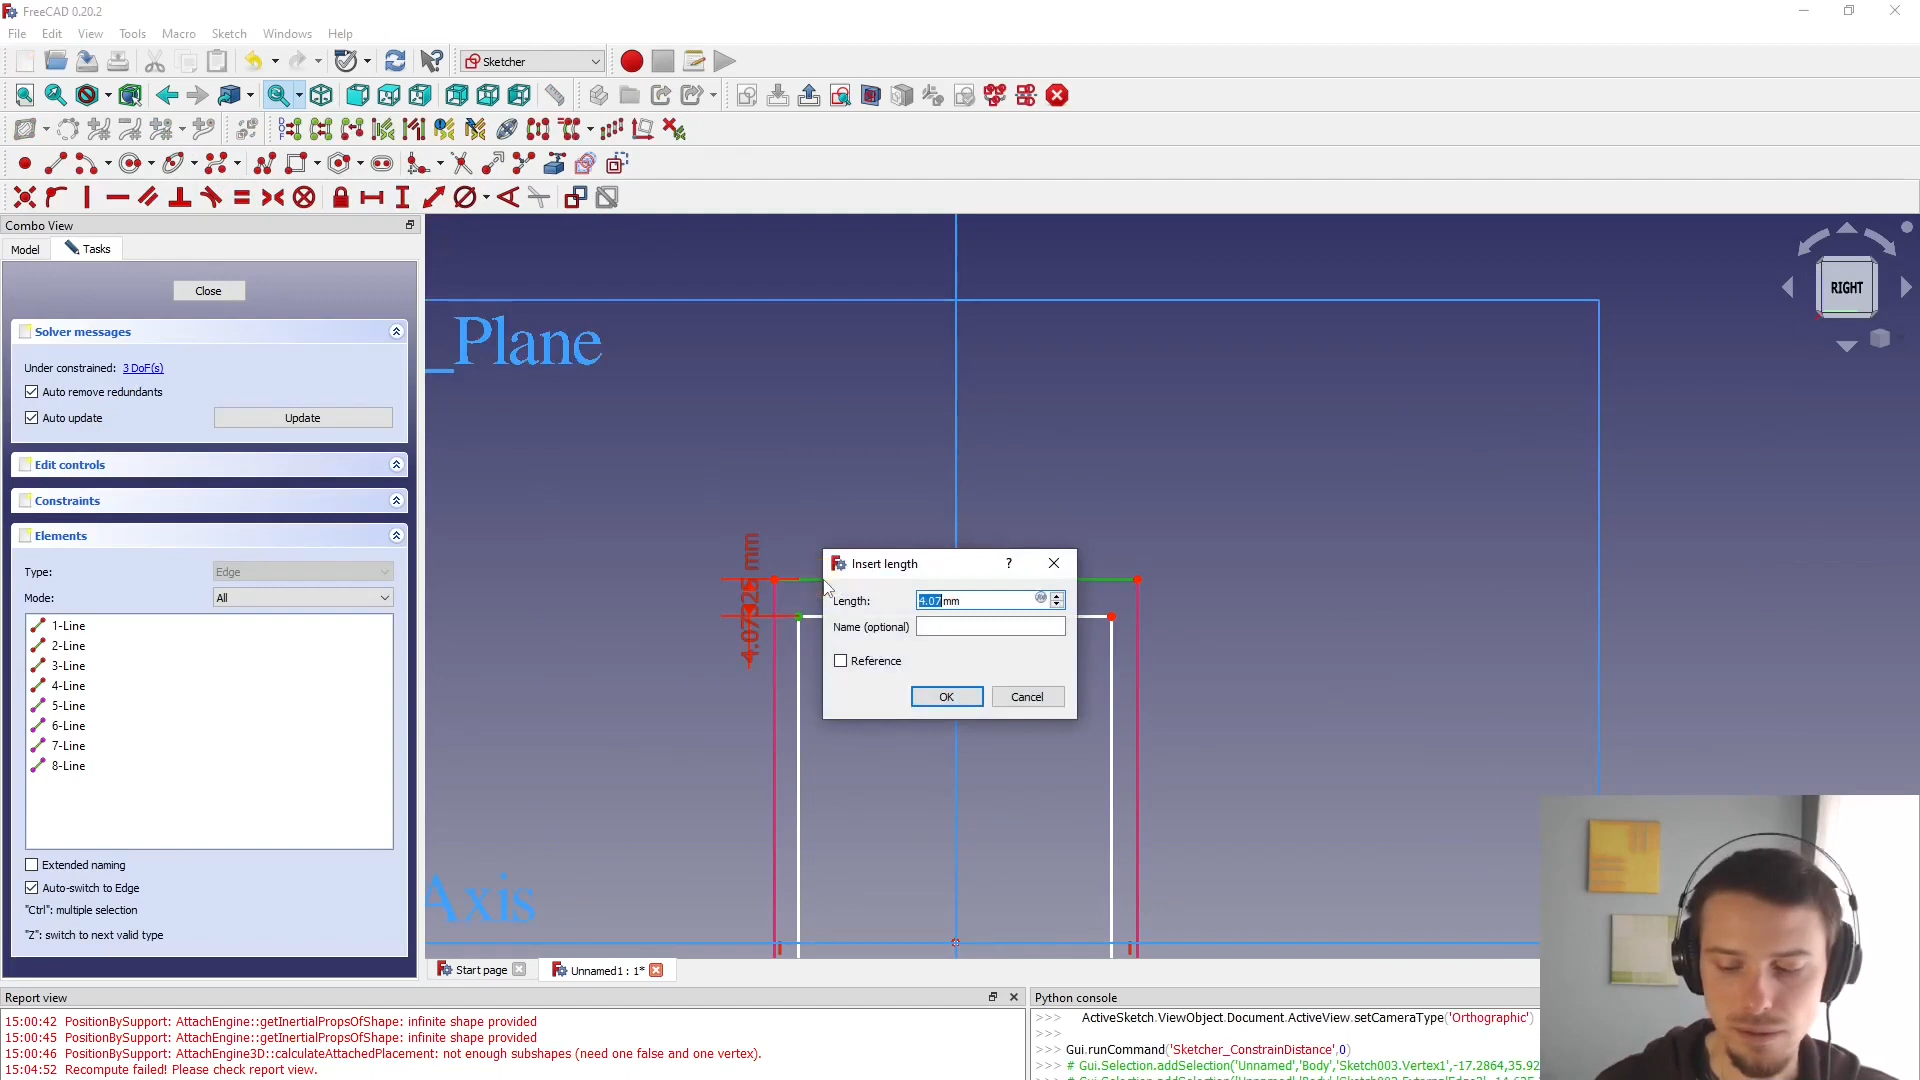 FreeCAD 0.20.2
File Edit View Tools Macro Sketch Windows Help
Sketcher
Combo View
Model Tasks
Close
Solver messages
Under constrained: 3 DoF(s)
Auto remove redundants
Auto update Update
Edit controls
Constraints
Elements
Type: Edge
Mode: All
1-Line
2-Line
3-Line
4-Line
5-Line
6-Line
7-Line
8-Line
Extended naming
Auto-switch to Edge
"Ctrl": multiple selection
"Z": switch to next valid type
_Plane
Axis
RIGHT
4.07325 mm
Insert length ?
Length: 4.07 mm
Name (optional)
Reference
OK Cancel
Start page Unnamed1 : 1*
Report view
15:00:42 PositionBySupport: AttachEngine::getInertialPropsOfShape: infinite shape provided
15:00:45 PositionBySupport: AttachEngine::getInertialPropsOfShape: infinite shape provided
15:00:46 PositionBySupport: AttachEngine3D::calculateAttachedPlacement: not enough subshapes (need one false and one vertex).
15:04:52 Recompute failed! Please check report view.
Python console
>>> ActiveSketch.ViewObject.Document.ActiveView.setCameraType('Orthographic')
>>>
>>> Gui.runCommand('Sketcher_ConstrainDistance',0)
>>> # Gui.Selection.addSelection('Unnamed','Body','Sketch003.Vertex1',-17.2864,35.92